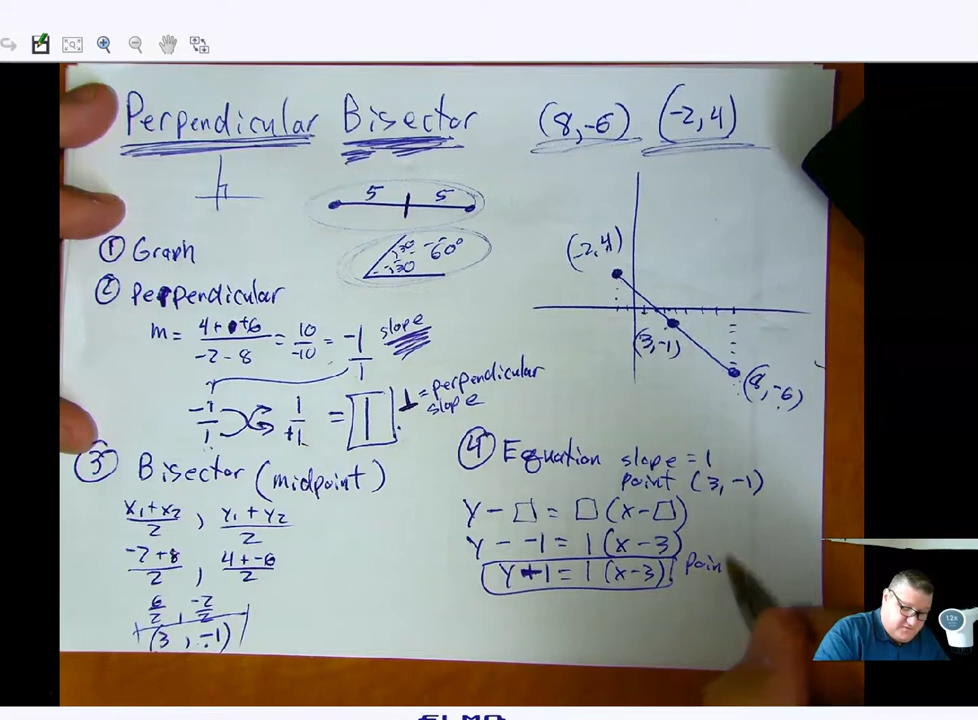 Perpendicular Bisector (8,-6) (-2,4)
5 5
30
30
-60°
① Graph
② Perpendicular
m = 4++6/-2-8 = 10/-10 = -1/1 slope
-1/1 1/+1 = 1 ⊥ = perpendicular slope
③ Bisector (midpoint)
x₁+x₂/2 , y₁+y₂/2
-2+8/2 , 4+-6/2
6/2 , -2/2
(3, -1)
(-2,4)
(3,-1)
(8,-6)
④ Equation slope = 1
point (3, -1)
y - □ = □ (x - □)
y - -1 = 1 (x - 3)
y + 1 = 1 (x - 3) poin
12x
ELMO